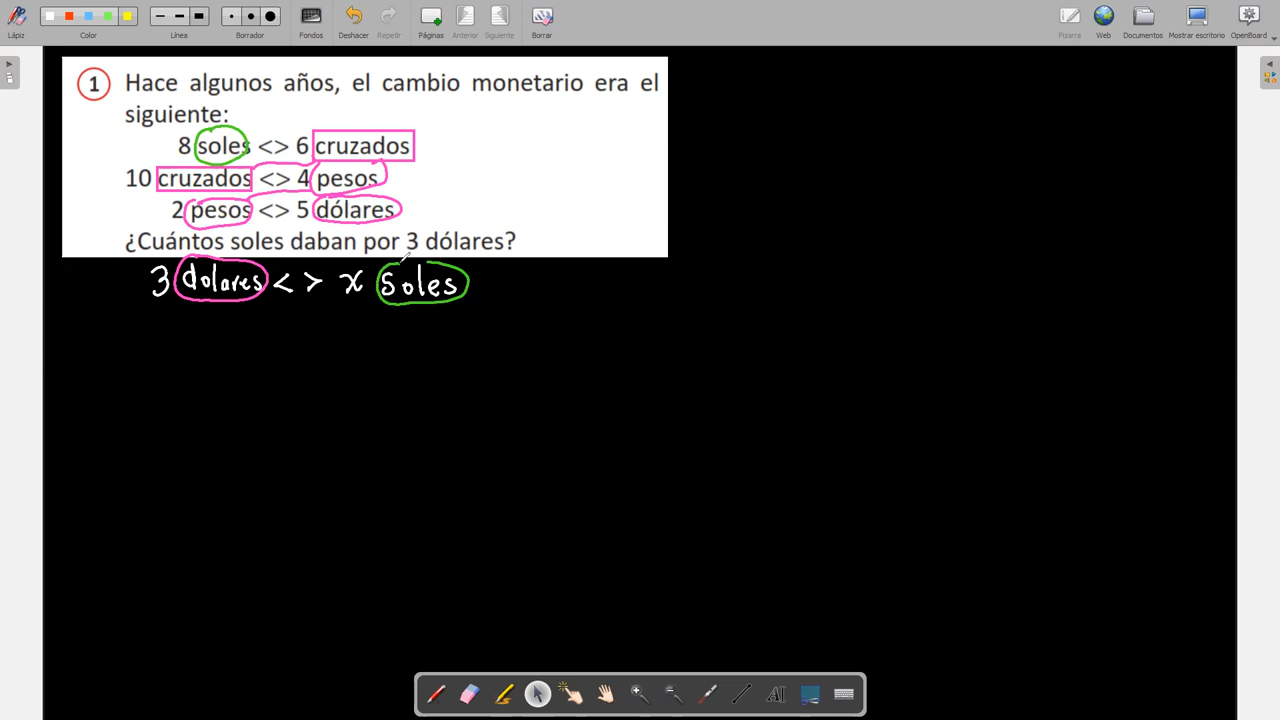 Lápiz Color Línea Borrador Fondos Deshacer Repetir Páginas Anterior Siguiente Borrar Pizarra Web Documentos Mostrar escritorio OpenBoard
1 Hace algunos años, el cambio monetario era el
siguiente:
8 soles <> 6 cruzados
10 cruzados <> 4 pesos
2 pesos <> 5 dólares
¿Cuántos soles daban por 3 dólares?
3 dolares < > x soles
AI